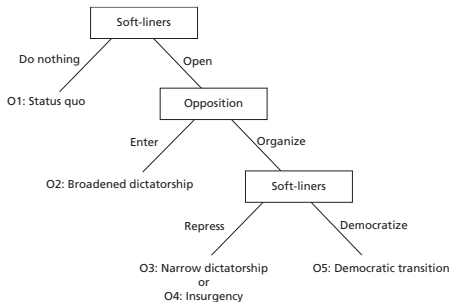 Soft-liners
Do nothing
Open
O1: Status quo
Opposition
Enter
Organize
O2: Broadened dictatorship
Soft-liners
Repress
Democratize
O3: Narrow dictatorship
or
O4: Insurgency
O5: Democratic transition